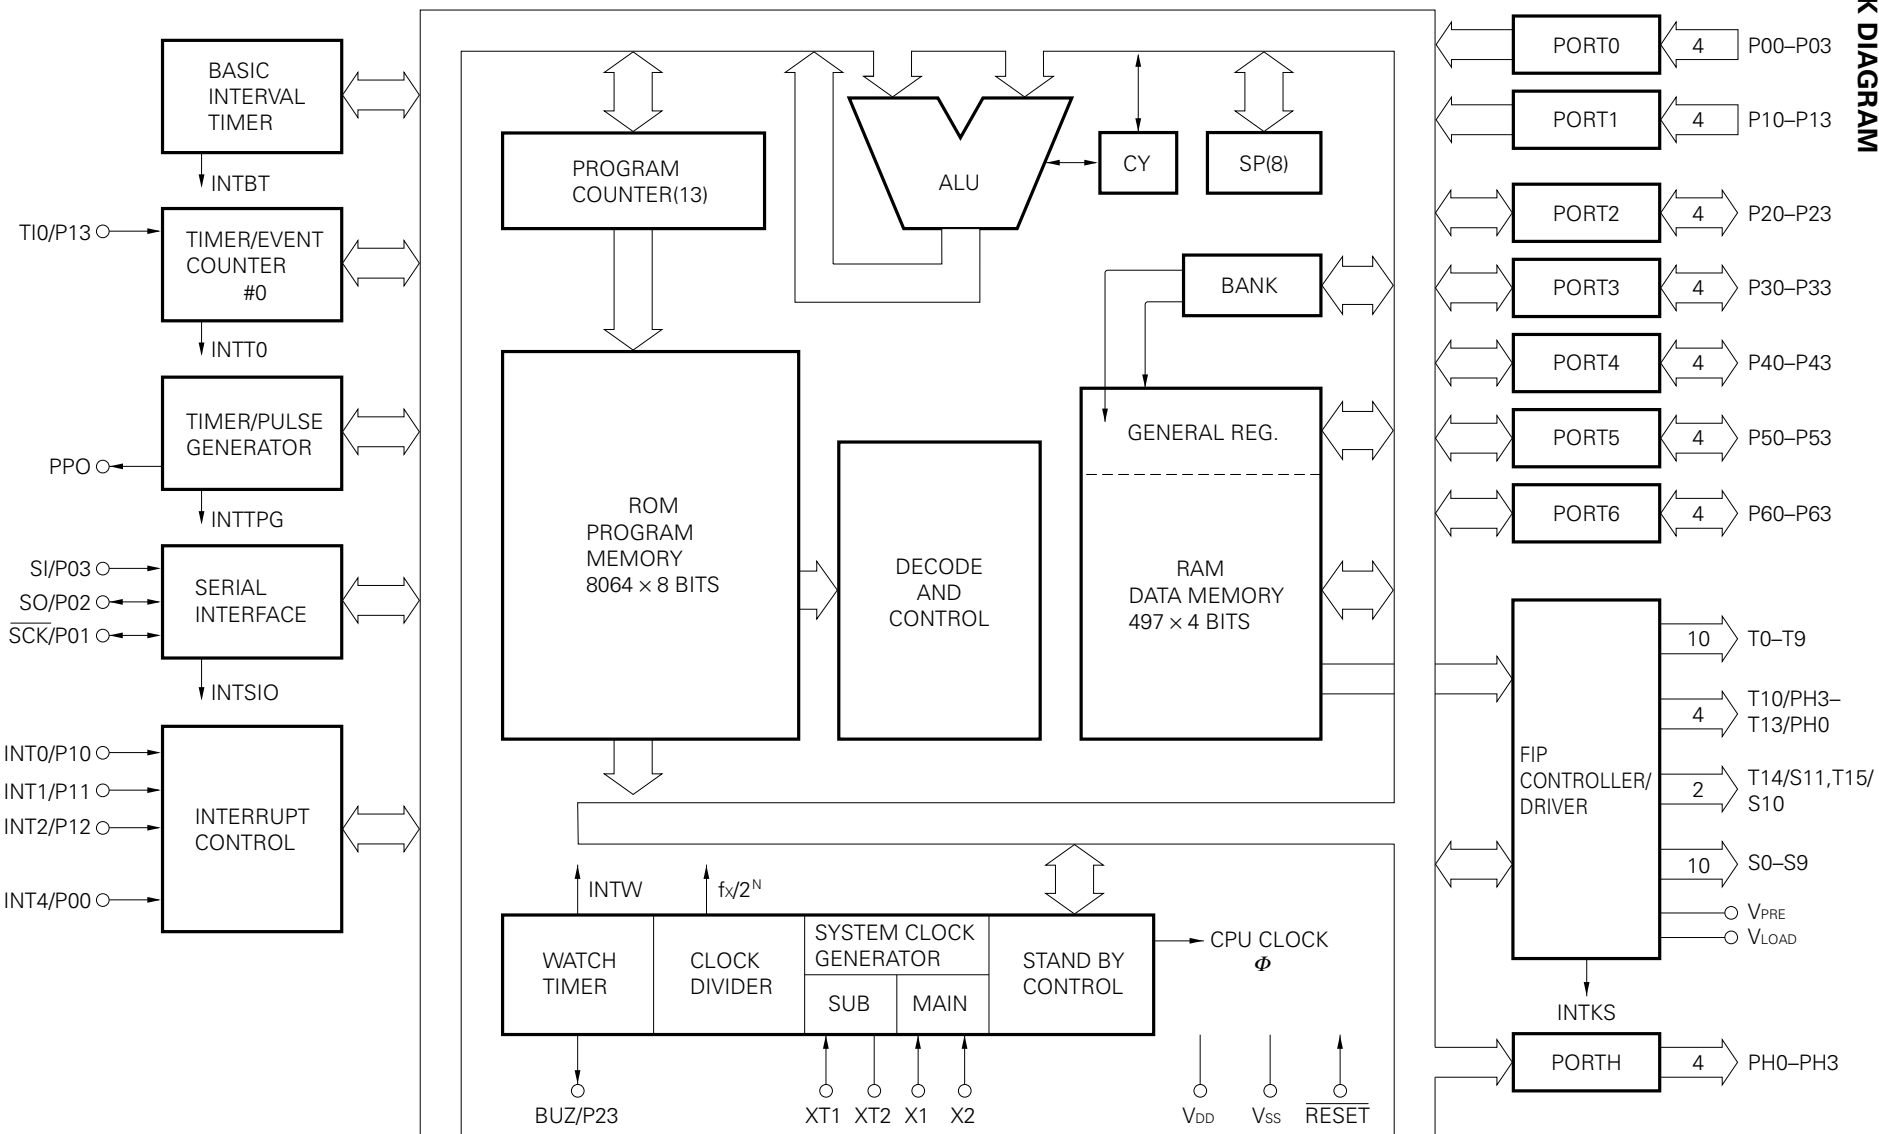 K DIAGRAM
BASIC
INTERVAL
TIMER
INTBT
TI0/P13
TIMER/EVENT
COUNTER
#0
INTT0
TIMER/PULSE
GENERATOR
PPO
INTTPG
SI/P03
SO/P02
SCK/P01
SERIAL
INTERFACE
INTSIO
INT0/P10
INT1/P11
INT2/P12
INT4/P00
INTERRUPT
CONTROL
PROGRAM
COUNTER(13)
ALU
CY
SP(8)
BANK
ROM
PROGRAM
MEMORY
8064 × 8 BITS
DECODE
AND
CONTROL
GENERAL REG.
RAM
DATA MEMORY
497 × 4 BITS
INTW
fX/2N
WATCH
TIMER
CLOCK
DIVIDER
SYSTEM CLOCK
GENERATOR
SUB
MAIN
STAND BY
CONTROL
CPU CLOCK
Φ
BUZ/P23
XT1
XT2
X1
X2
VDD
VSS
RESET
PORT0
4
P00–P03
PORT1
4
P10–P13
PORT2
4
P20–P23
PORT3
4
P30–P33
PORT4
4
P40–P43
PORT5
4
P50–P53
PORT6
4
P60–P63
FIP
CONTROLLER/
DRIVER
10
T0–T9
4
T10/PH3–
T13/PH0
2
T14/S11,T15/
S10
10
S0–S9
VPRE
VLOAD
INTKS
PORTH
4
PH0–PH3